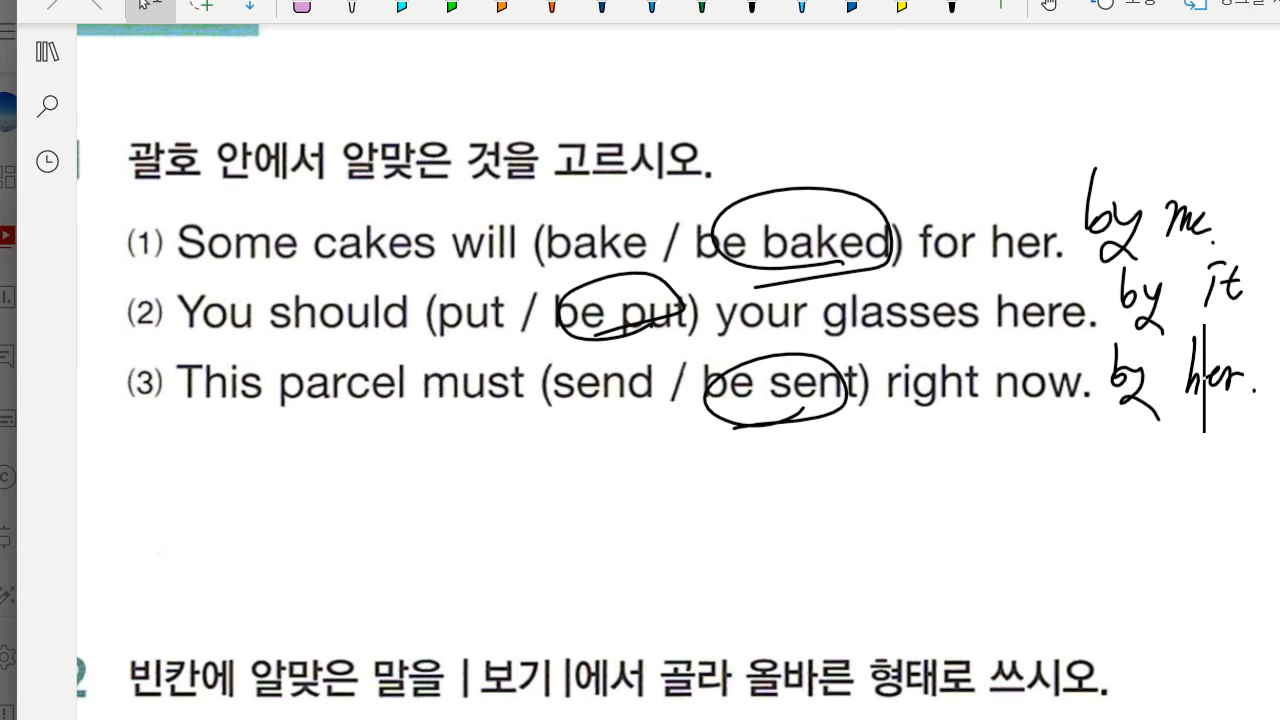 괄호 안에서 알맞은 것을 고르시오.
(1) Some cakes will (bake / be baked) for her. by me.
(2) You should (put / be put) your glasses here. by it
(3) This parcel must (send / be sent) right now. by her.
2 빈칸에 알맞은 말을 |보기|에서 골라 올바른 형태로 쓰시오.